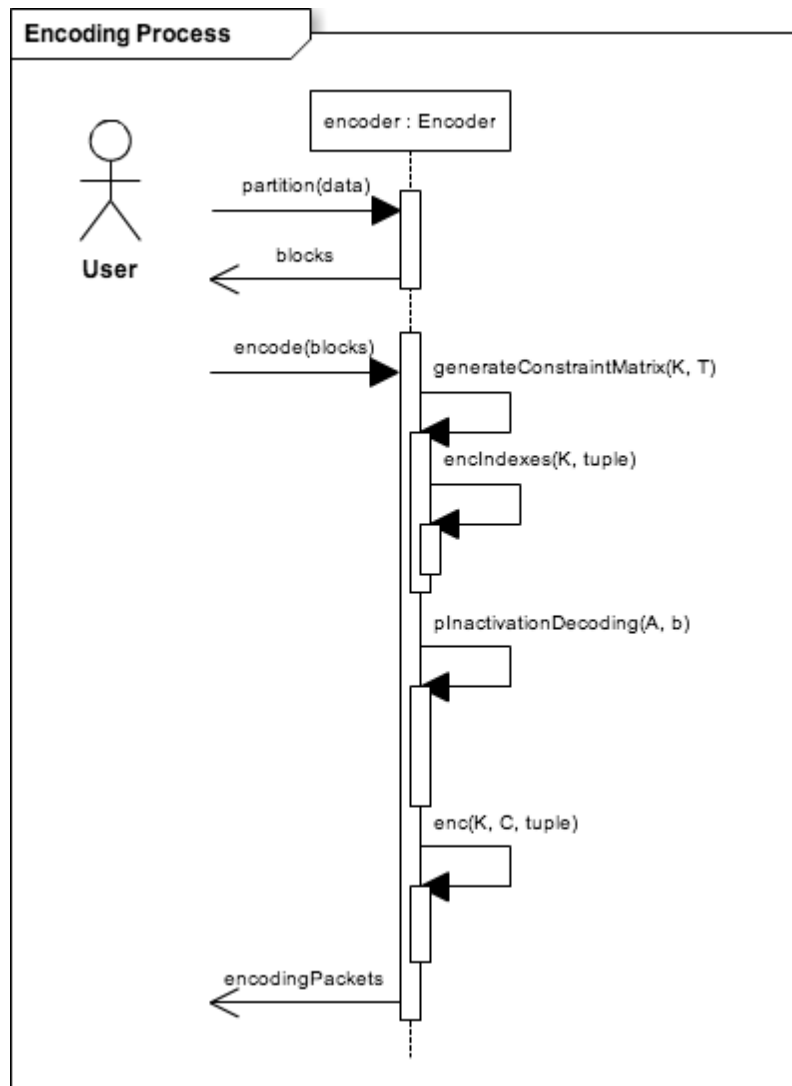 Encoding Process
encoder : Encoder
partition(data)
User
blocks
encode(blocks)
generateConstraintMatrix(K, T)
encIndexes(K, tuple)
pInactivationDecoding(A, b)
enc(K, C, tuple)
encodingPackets